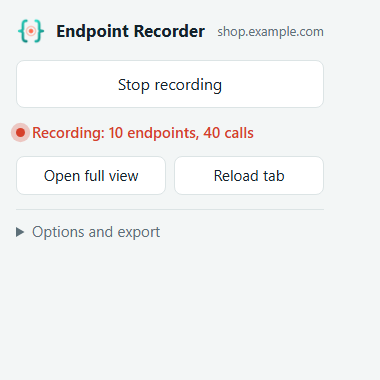 Endpoint Recorder shop.example.com
Stop recording
Recording: 10 endpoints, 40 calls
Open full view Reload tab
Options and export